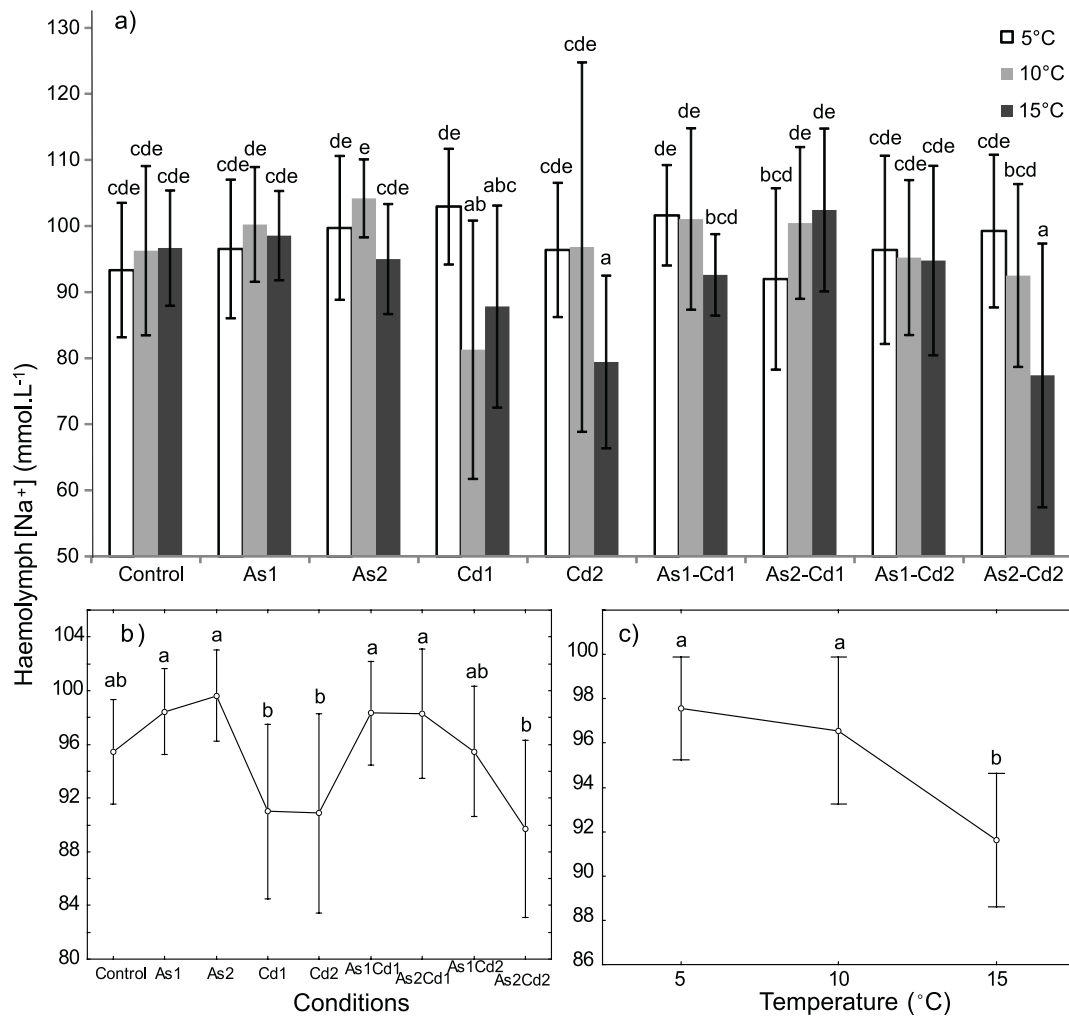 a)
5°C
10°C
15°C
Haemolymph [Na⁺] (mmol.L⁻¹)
130
120
110
100
90
80
70
60
50
cde cde cde
cde de cde
de e cde
de ab abc
cde cde a
de de bcd
bcd de de
cde cde cde
cde bcd a
Control As1 As2 Cd1 Cd2 As1-Cd1 As2-Cd1 As1-Cd2 As2-Cd2
b)
104
100
96
92
88
84
80
ab a a b b a a ab b
Control As1 As2 Cd1 Cd2 As1Cd1 As2Cd1 As1Cd2 As2Cd2
Conditions
c)
100
98
96
94
92
90
88
86
a a b
5 10 15
Temperature (°C)